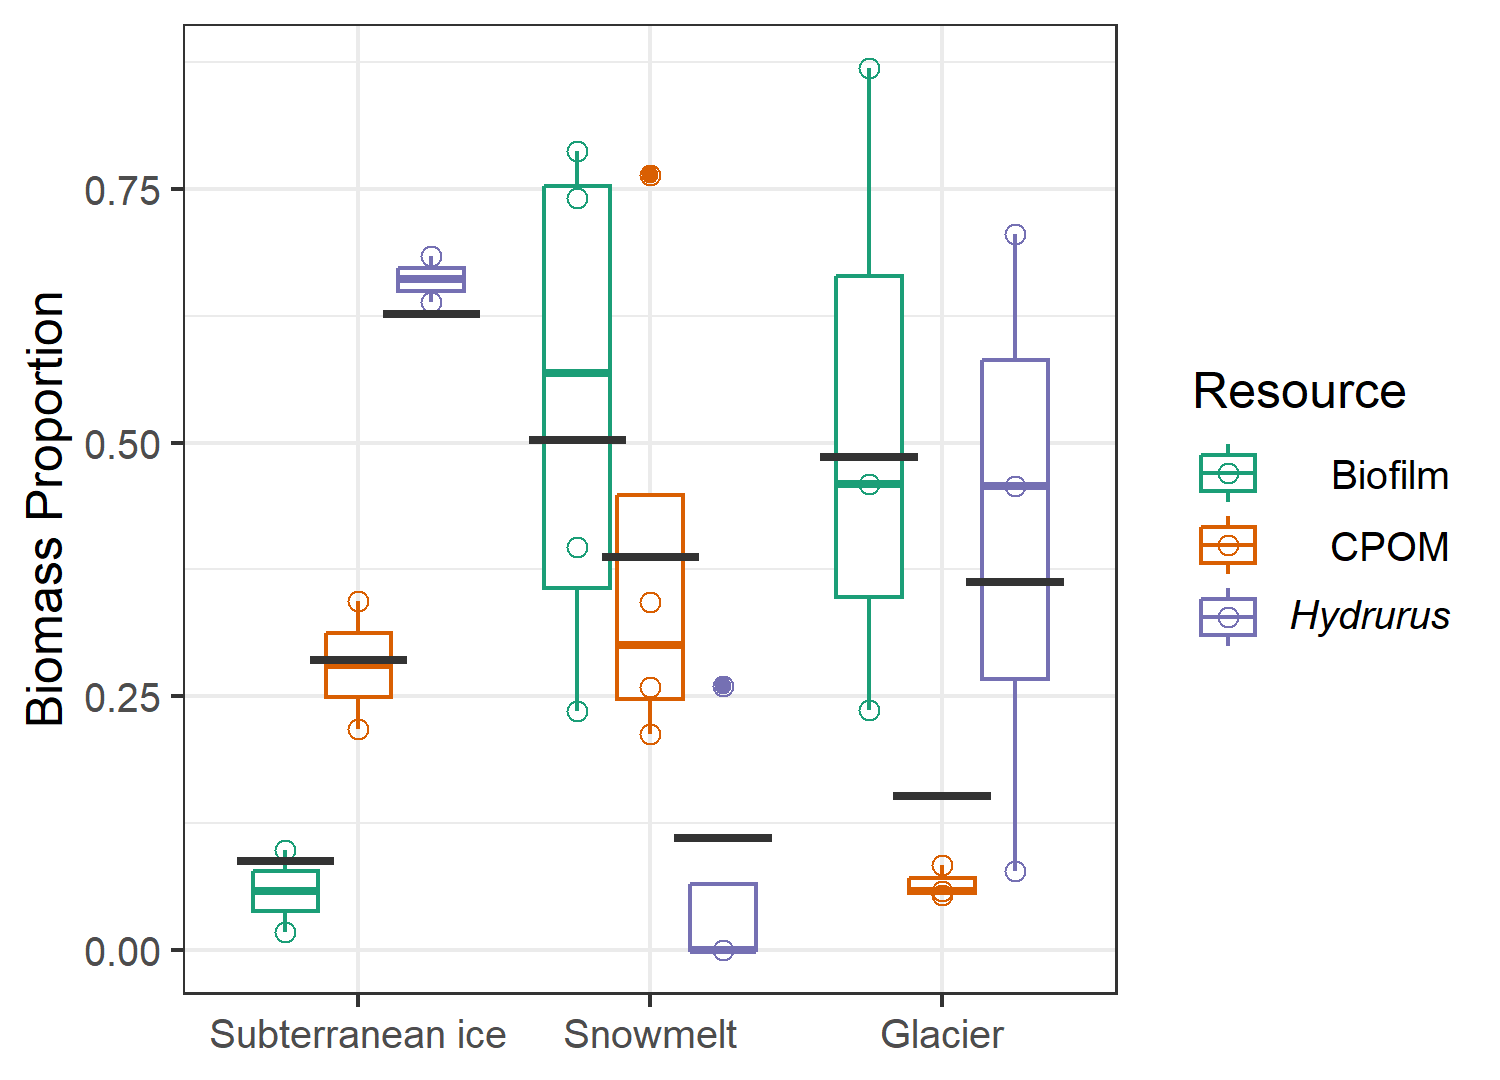 Biomass Proportion
0.75
0.50
0.25
0.00
Subterranean ice
Snowmelt
Glacier
Resource
Biofilm
CPOM
Hydrurus